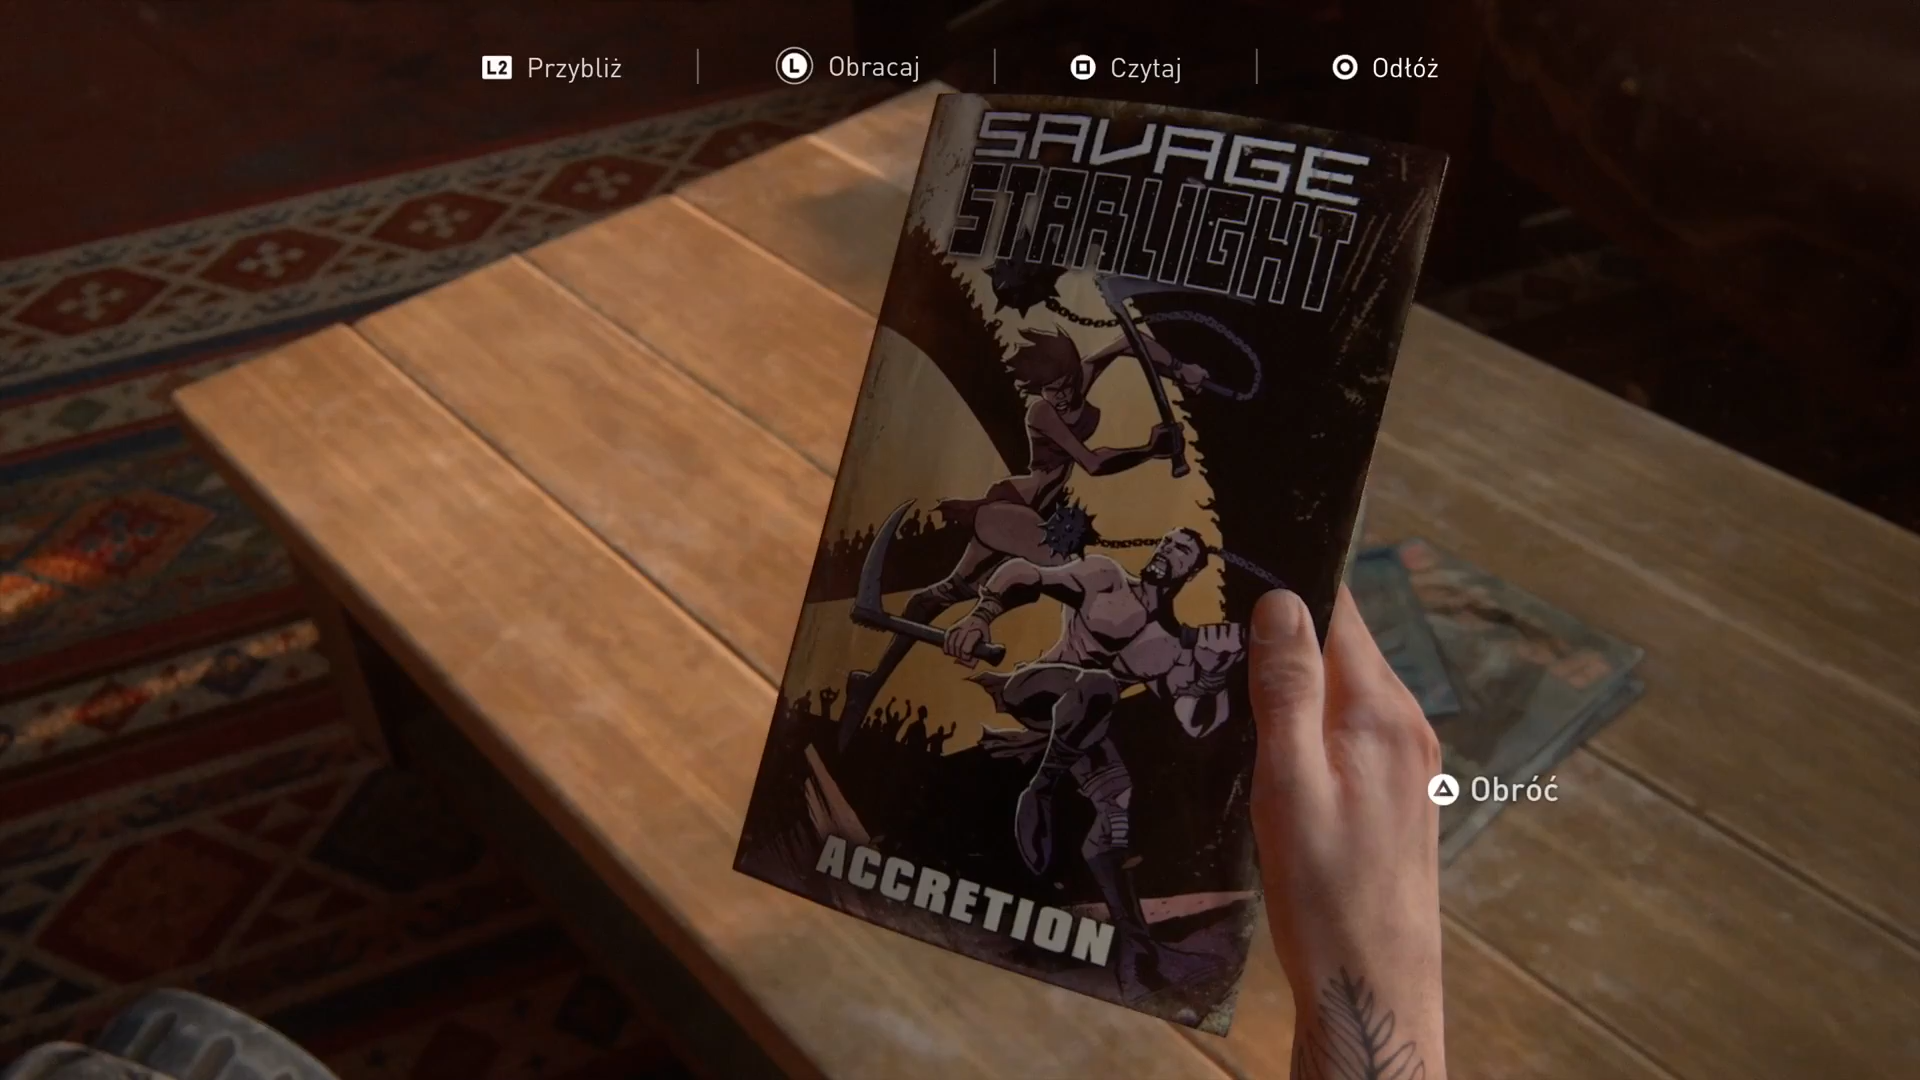 L2 Przybliż
L Obracaj
Czytaj
Odłóż
SAVAGE
STARLIGHT
Obróć
ACCRETION